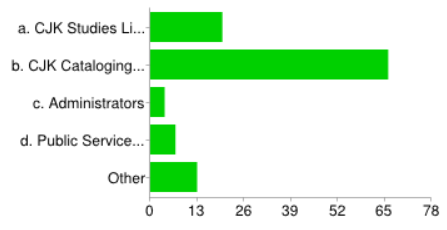 a. CJK Studies Li...
b. CJK Cataloging...
c. Administrators
d. Public Service...
Other
0 13 26 39 52 65 78